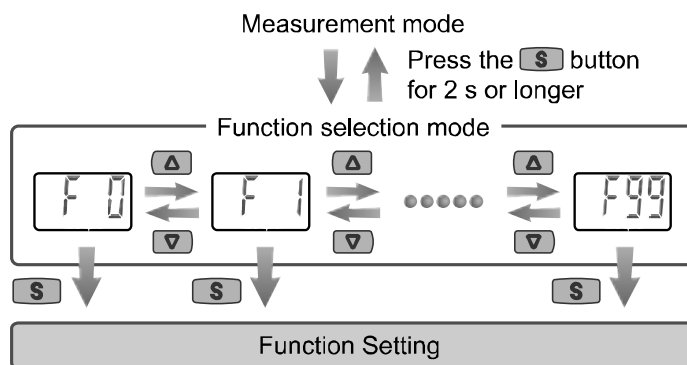 Measurement mode
Press the S button
for 2 s or longer
Function selection mode
F 0
F 1
F99
S
S
S
Function Setting